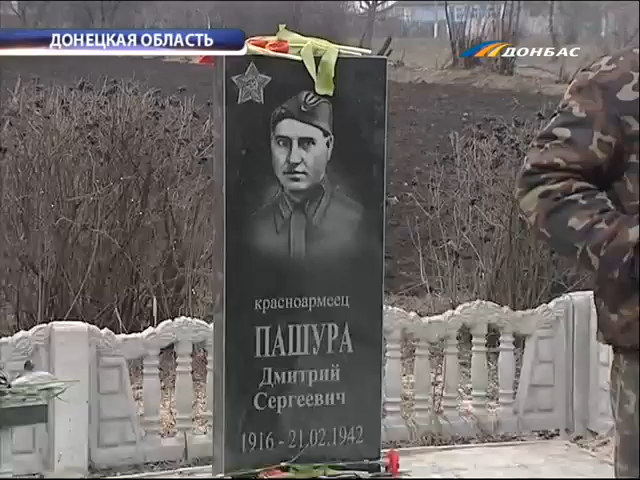 ДОНЕЦКАЯ ОБЛАСТЬ
ДОНБАС
красноармеец
ПАШУРА
Дмитрий
Сергеевич
1916 - 21.02.1942